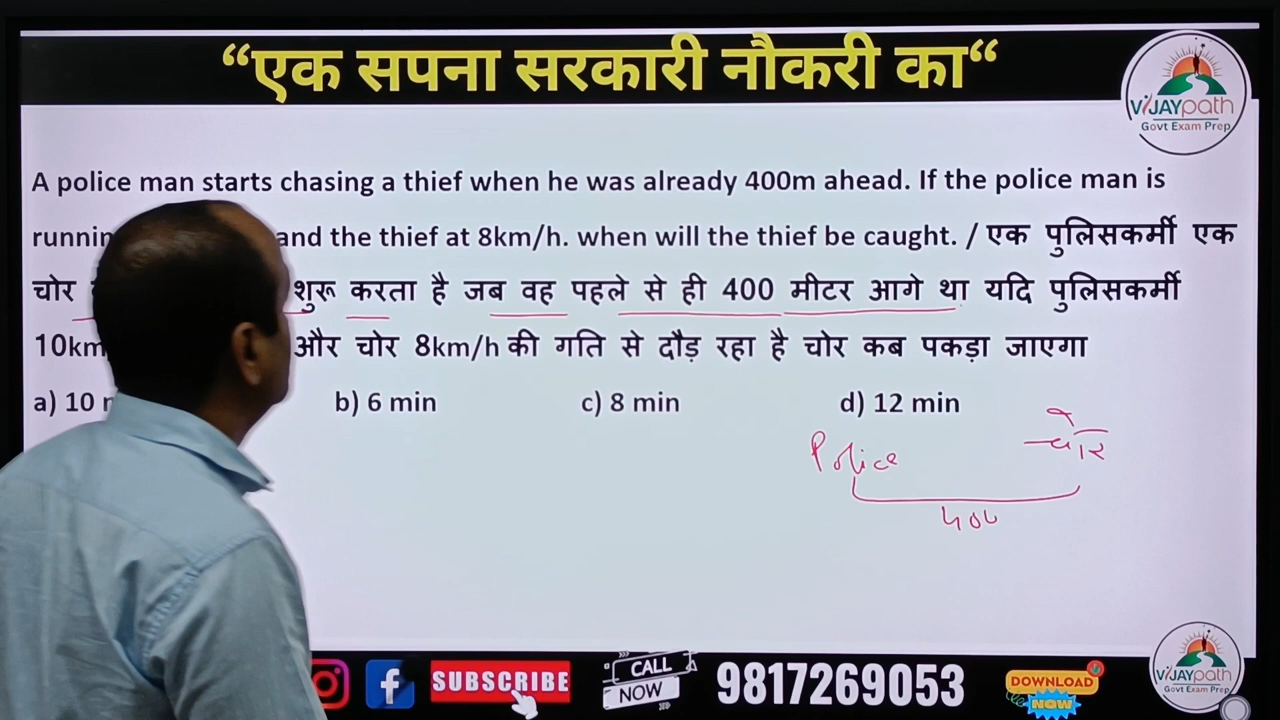 “एक सपना सरकारी नौकरी का“
VIJAYpath
Govt Exam Prep
A police man starts chasing a thief when he was already 400m ahead. If the police man is
and the thief at 8km/h. when will the thief be caught. / एक पुलिसकर्मी एक
चोर शुरू करता है जब वह पहले से ही 400 मीटर आगे था यदि पुलिसकर्मी
10km और चोर 8km/h की गति से दौड़ रहा है चोर कब पकड़ा जाएगा
a) 10 b) 6 min c) 8 min d) 12 min
Police चोर
400
SUBSCRIBE
CALL
NOW
9817269053
DOWNLOAD
NOW
VIJAYpath
Govt Exam Prep